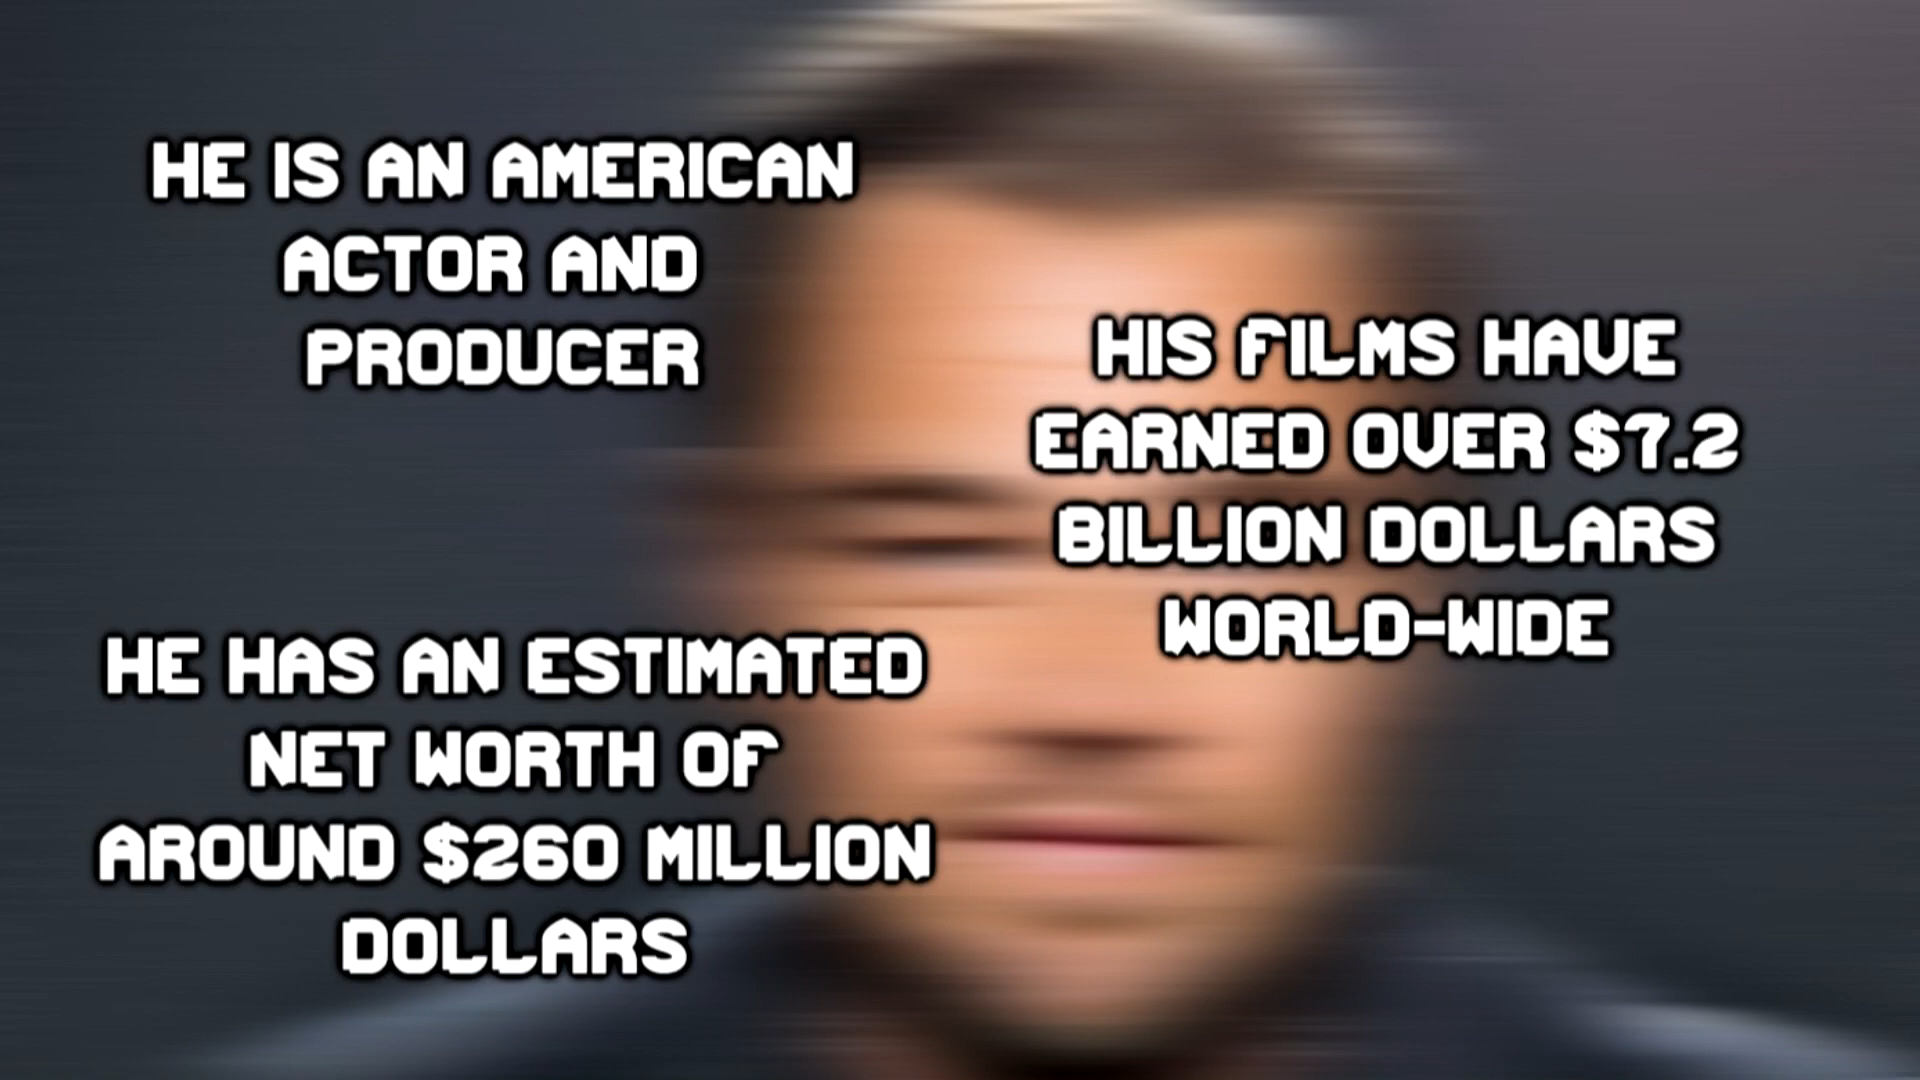 HE IS AN AMERICAN
ACTOR AND
PRODUCER
HIS FILMS HAVE
EARNED OVER $7.2
BILLION DOLLARS
WORLD-WIDE
HE HAS AN ESTIMATED
NET WORTH OF
AROUND $260 MILLION
DOLLARS